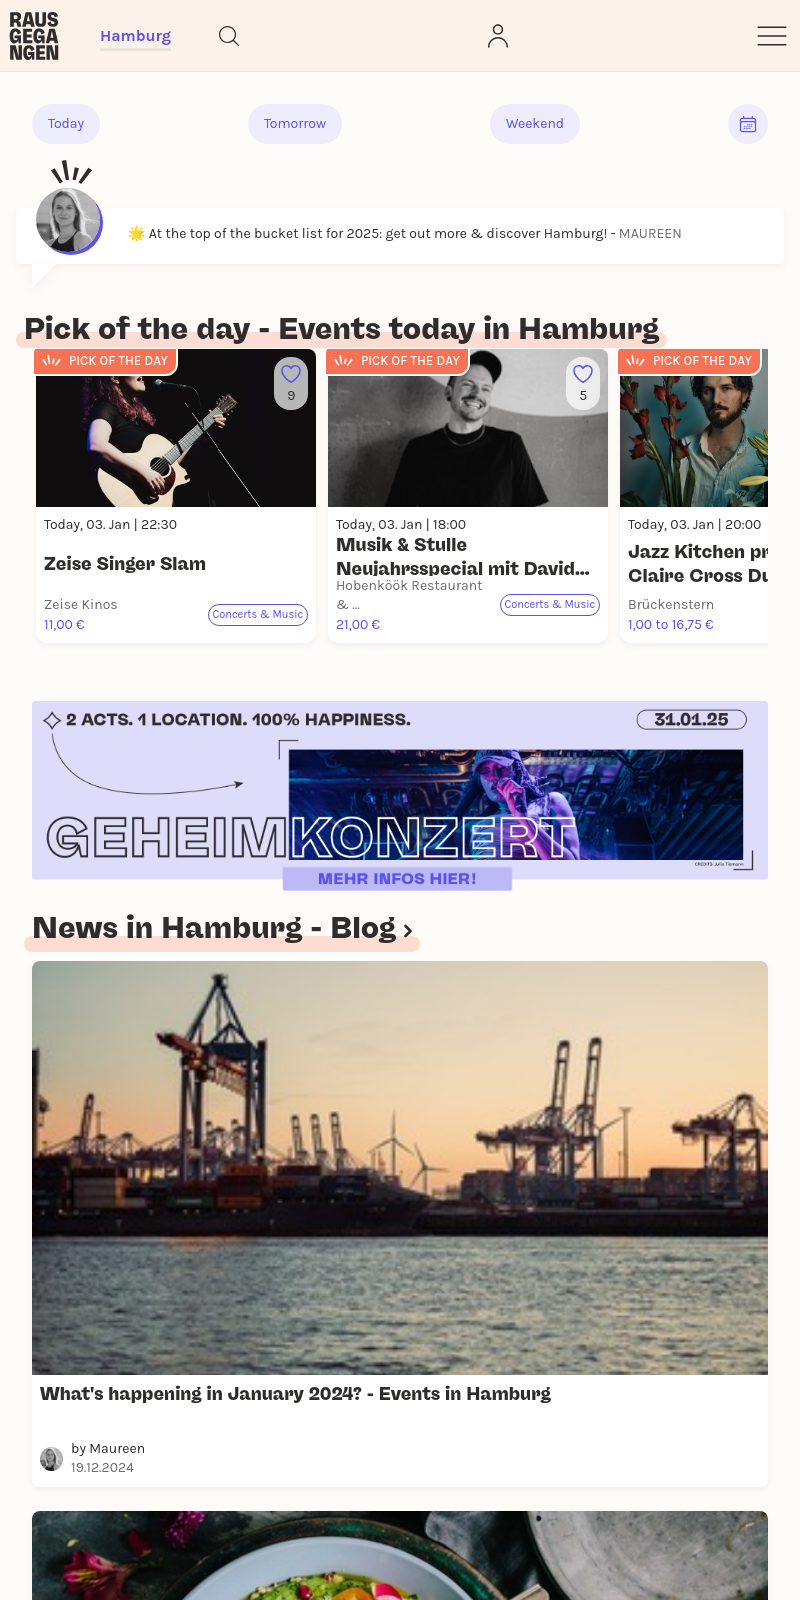 RAUS
GEGA
NGEN
Hamburg
Today
Tomorrow
Weekend
🌟 At the top of the bucket list for 2025: get out more & discover Hamburg! - MAUREEN
Pick of the day - Events today in Hamburg
PICK OF THE DAY
9
Today, 03. Jan | 22:30
Zeise Singer Slam
Zeise Kinos
11,00 €
Concerts & Music
PICK OF THE DAY
5
Today, 03. Jan | 18:00
Musik & Stulle
Neujahrsspecial mit David...
Hobenköök Restaurant
& ...
21,00 €
Concerts & Music
PICK OF THE DAY
Today, 03. Jan | 20:00
Jazz Kitchen pr
Claire Cross Du
Brückenstern
1,00 to 16,75 €
2 ACTS. 1 LOCATION. 100% HAPPINESS.
31.01.25
GEHEIMKONZERT
CREDITS: Julia Tiemann
MEHR INFOS HIER!
News in Hamburg - Blog ›
What's happening in January 2024? - Events in Hamburg
by Maureen
19.12.2024